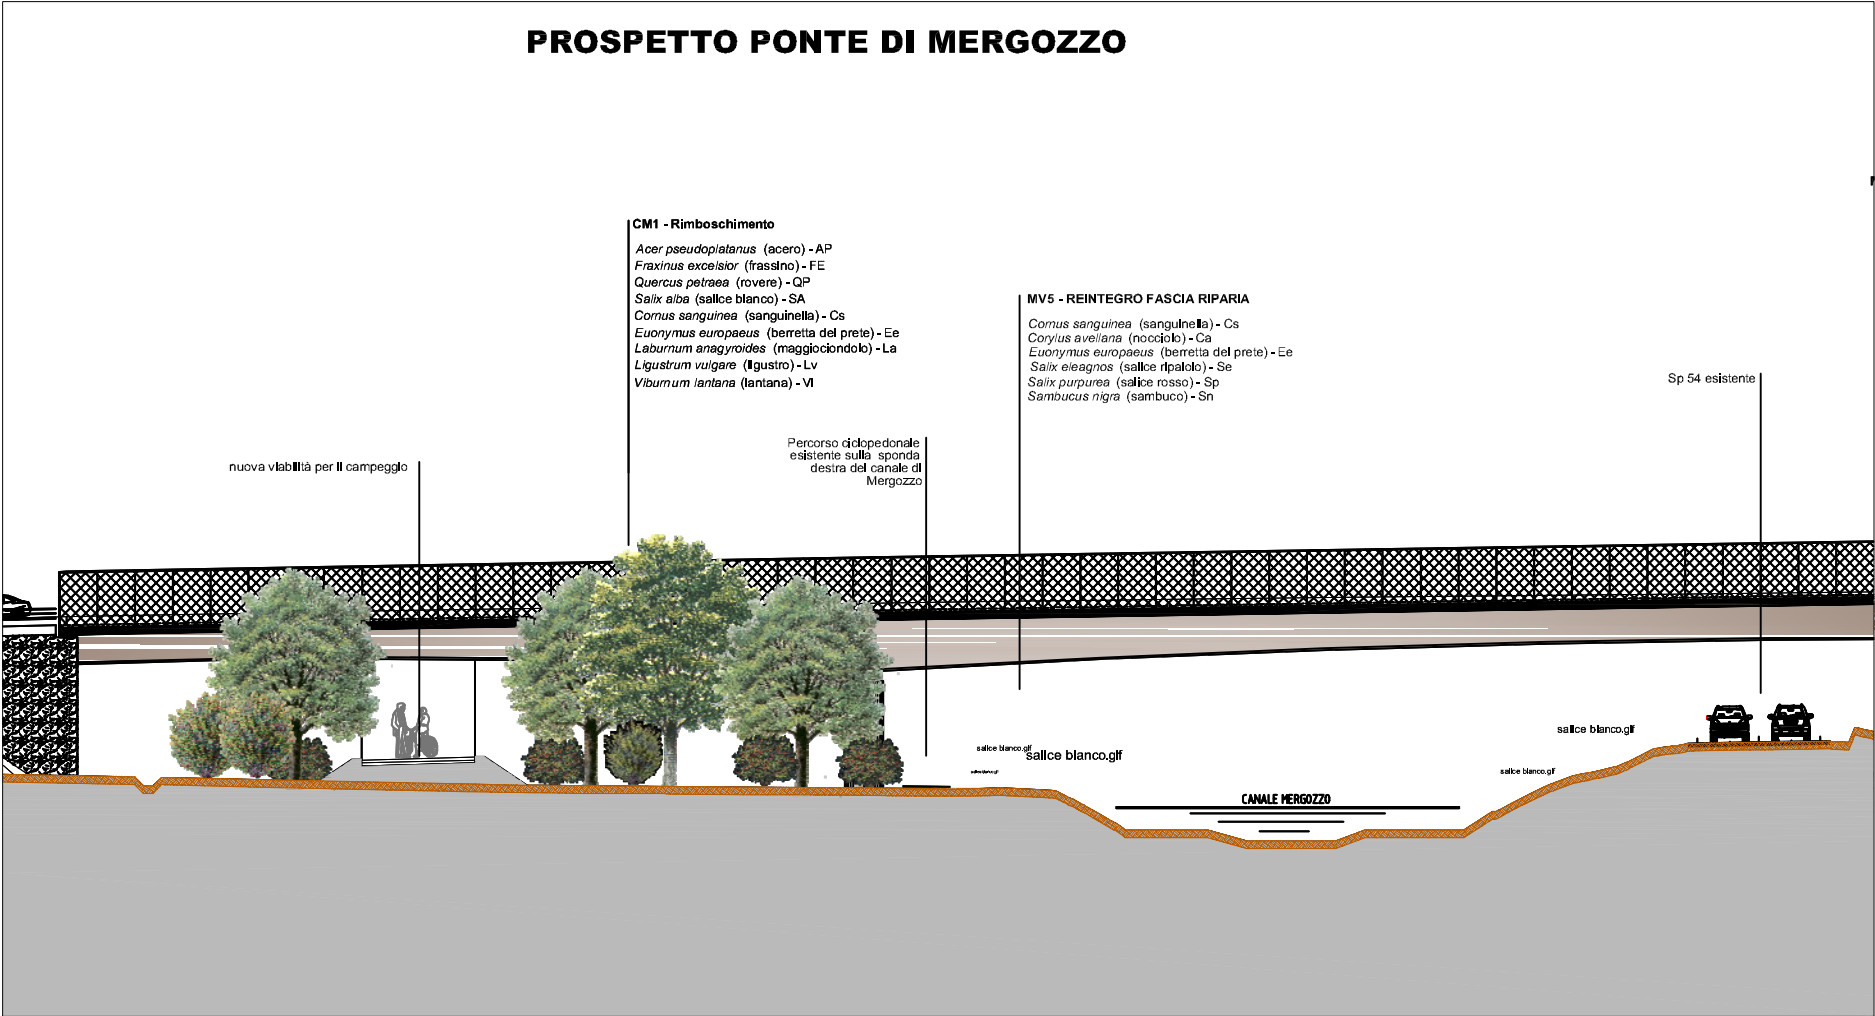 PROSPETTO PONTE DI MERGOZZO
CM1 - Rimboschimento
Acer pseudoplatanus (acero) - AP
Fraxinus excelsior (frassino) - FE
Quercus petraea (rovere) - QP
Salix alba (salice bianco) - SA
Cornus sanguinea (sanguinella) - Cs
Euonymus europaeus (berretta del prete) - Ee
Laburnum anagyroides (maggiociondolo) - La
Ligustrum vulgare (ligustro) - Lv
Viburnum lantana (lantana) - Vl
MV5 - REINTEGRO FASCIA RIPARIA
Cornus sanguinea (sanguinella) - Cs
Corylus avellana (nocciolo) - Ca
Euonymus europaeus (berretta del prete) - Ee
Salix eleagnos (salice ripaiolo) - Se
Salix purpurea (salice rosso) - Sp
Sambucus nigra (sambuco) - Sn
Sp 54 esistente
Percorso ciclopedonale
esistente sulla sponda
destra del canale di
Mergozzo
nuova viabilità per il campeggio
salice bianco.gif
salice bianco.gif
salice bianco.gif
salice bianco.gif
salice bianco.gif
CANALE MERGOZZO